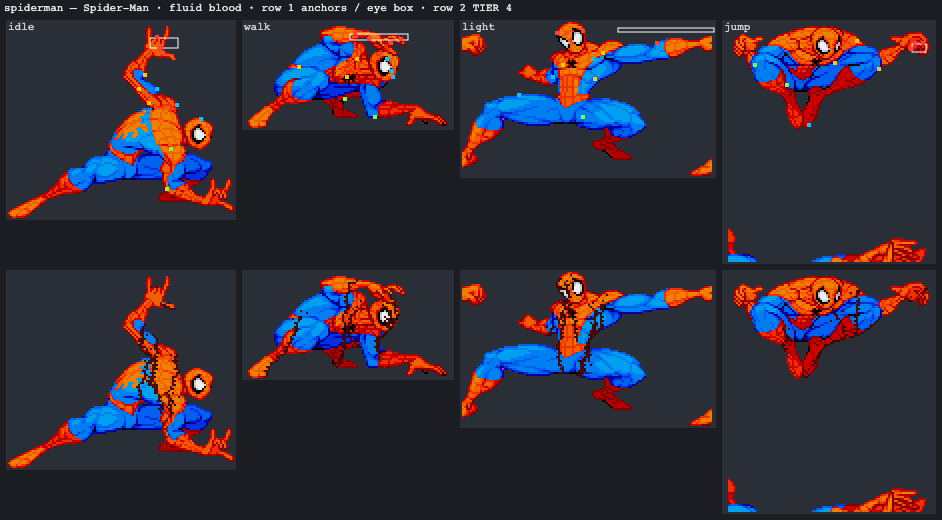 spiderman — Spider-Man · fluid blood · row 1 anchors / eye box · row 2 TIER 4
idle
walk
light
jump